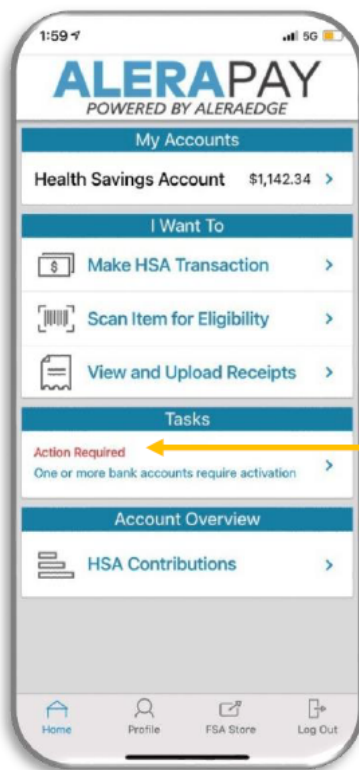 1:59
5G
ALERAPAY
POWERED BY ALERAEDGE
My Accounts
Health Savings Account $1,142.34
I Want To
$
Make HSA Transaction
Scan Item for Eligibility
View and Upload Receipts
Tasks
Action Required
One or more bank accounts require activation
Account Overview
HSA Contributions
Home Profile FSA Store Log Out